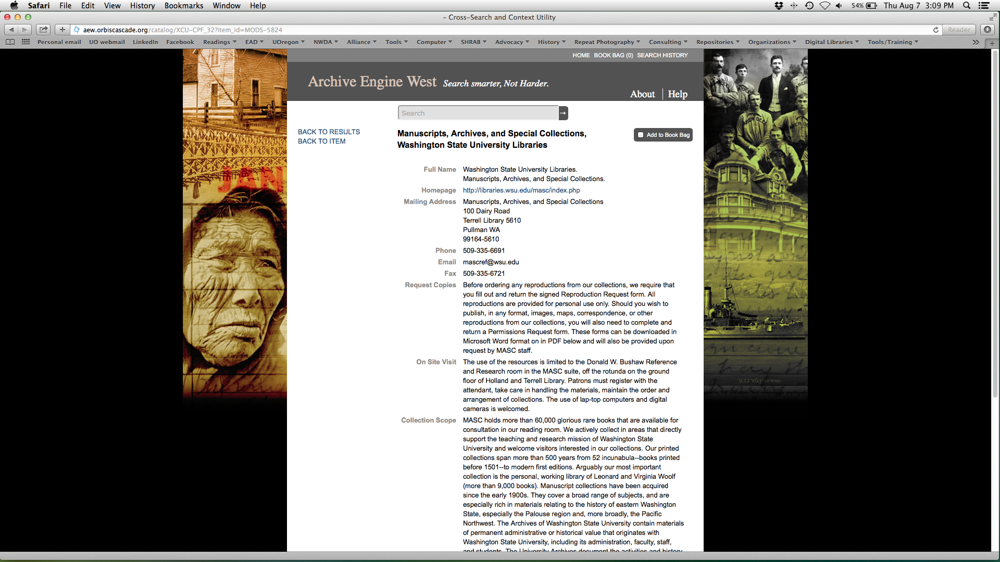 Safari File Edit View History Bookmarks Window Help 54% Thu Aug 7 3:09 PM
– Cross-Search and Context Utility
aew.orbiscascade.org/catalog/XCU-CPF_32?item_id=MODS-5824 Reader
Personal email UO webmail LinkedIn Facebook Readings EAD UOregon NWDA Alliance Tools Computer SHRAB Advocacy History Repeat Photography Consulting Repositories Organizations Digital Libraries Tools/Training
HOME BOOK BAG (0) SEARCH HISTORY
Archive Engine West Search smarter, Not Harder.
About Help
Search
BACK TO RESULTS
BACK TO ITEM
Manuscripts, Archives, and Special Collections,
Washington State University Libraries
Add to Book Bag
Full Name Washington State University Libraries.
Manuscripts, Archives, and Special Collections.
Homepage http://libraries.wsu.edu/masc/index.php
Mailing Address Manuscripts, Archives, and Special Collections
100 Dairy Road
Terrell Library 5610
Pullman WA
99164-5610
Phone 509-335-6691
Email mascref@wsu.edu
Fax 509-335-6721
Request Copies Before ordering any reproductions from our collections, we require that
you fill out and return the signed Reproduction Request form. All
reproductions are provided for personal use only. Should you wish to
publish, in any format, images, maps, correspondence, or other
reproductions from our collections, you will also need to complete and
return a Permissions Request form. These forms can be downloaded in
Microsoft Word format on in PDF below and will also be provided upon
request by MASC staff.
On Site Visit The use of the resources is limited to the Donald W. Bushaw Reference
and Research room in the MASC suite, off the rotunda on the ground
floor of Holland and Terrell Library. Patrons must register with the
attendant, take care in handling the materials, maintain the order and
arrangement of collections. The use of lap-top computers and digital
cameras is welcomed.
Collection Scope MASC holds more than 60,000 glorious rare books that are available for
consultation in our reading room. We actively collect in areas that directly
support the teaching and research mission of Washington State
University and welcome visitors interested in our collections. Our printed
collections span more than 500 years from 52 incunabula--books printed
before 1501--to modern first editions. Arguably our most important
collection is the personal, working library of Leonard and Virginia Woolf
(more than 9,000 books). Manuscript collections have been acquired
since the early 1900s. They cover a broad range of subjects, and are
especially rich in materials relating to the history of eastern Washington
State, especially the Palouse region and, more broadly, the Pacific
Northwest. The Archives of Washington State University contain materials
of permanent administrative or historical value that originates with
Washington State University, including its administration, faculty, staff,
and students. The University Archives document the activities and history
U.S.S. Washington.